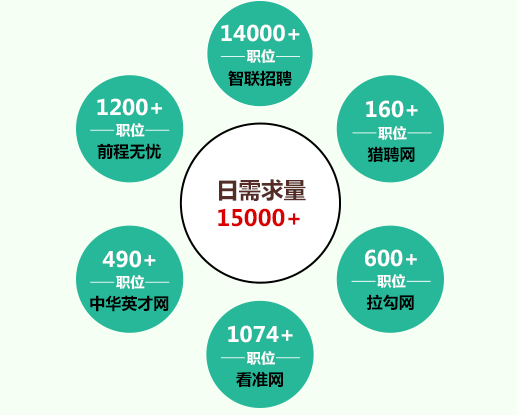 14000+
职位
智联招聘
1200+
职位
前程无忧
160+
职位
猎聘网
日需求量
15000+
490+
职位
中华英才网
600+
职位
拉勾网
1074+
职位
看准网